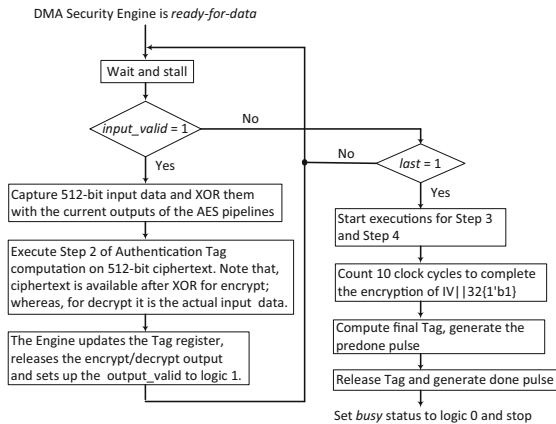 DMA Security Engine is ready-for-data
Wait and stall
input_valid = 1
No
Yes
Capture 512-bit input data and XOR them
with the current outputs of the AES pipelines
Execute Step 2 of Authentication Tag
computation on 512-bit ciphertext. Note that,
ciphertext is available after XOR for encrypt;
whereas, for decrypt it is the actual input data.
The Engine updates the Tag register,
releases the encrypt/decrypt output
and sets up the output_valid to logic 1.
No
last = 1
Yes
Start executions for Step 3
and Step 4
Count 10 clock cycles to complete
the encryption of IV||32{1'b1}
Compute final Tag, generate the
predone pulse
Release Tag and generate done pulse
Set busy status to logic 0 and stop